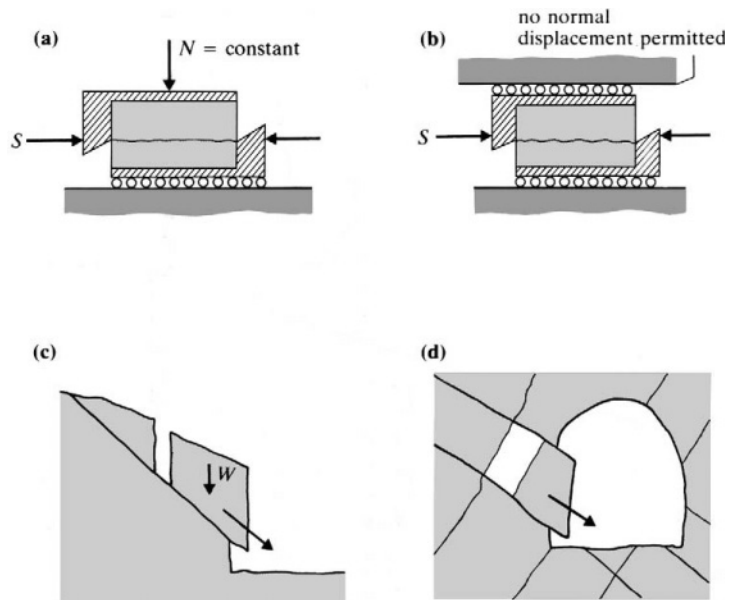 (a)
N = constant
S
(b)
no normal
displacement permitted
S
(c)
W
(d)